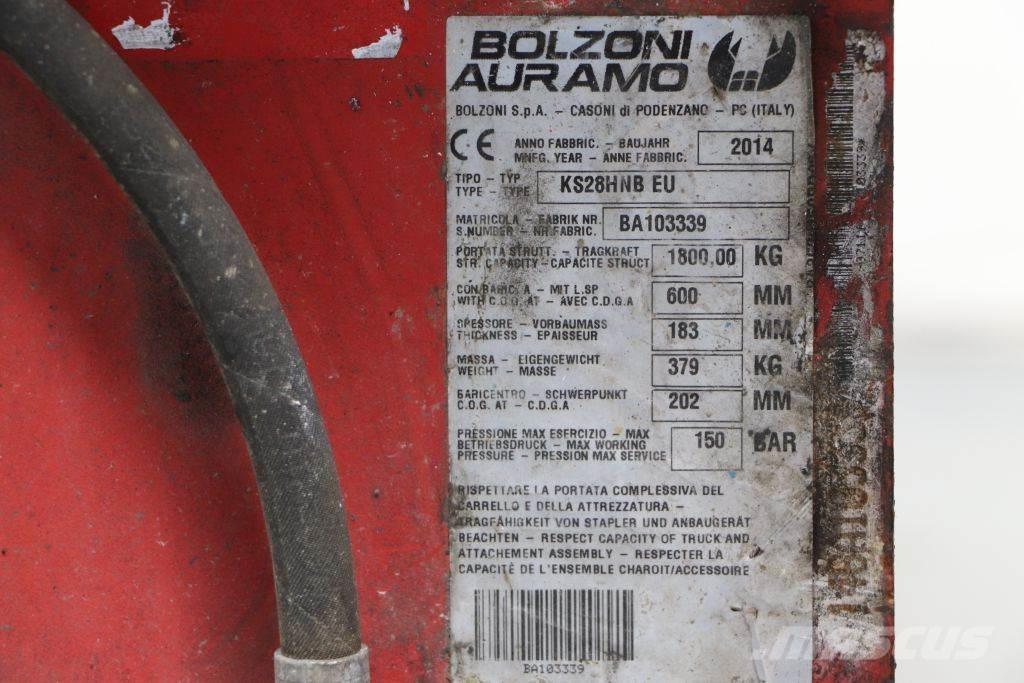 BOLZONI
AURAMO
BOLZONI S.p.A. - CASONI di PODENZANO - PC (ITALY)
CE
ANNO FABBRIC. - BAUJAHR
MNFG. YEAR - ANNE FABBRIC.
2014
TIPO - TYP
TYPE - TYPE
KS28HNB EU
MATRICOLA - FABRIK NR.
S.NUMBER - NR.FABRIC.
BA103339
PORTATA STRUTT. - TRAGKRAFT
STR. CAPACITY - CAPACITE STRUCT
1800.00 KG
- MIT L.SP
WITH C.O.G. AT - AVEC C.D.G.A
600 MM
SPESSORE - VORBAUMASS
THICKNESS - EPAISSEUR
183 MM
MASSA - EIGENGEWICHT
WEIGHT - MASSE
379 KG
BARICENTRO - SCHWERPUNKT
C.O.G. AT - C.D.G.A
202 MM
PRESSIONE MAX ESERCIZIO - MAX
BETRIEBSDRUCK - MAX WORKING
PRESSURE - PRESSION MAX SERVICE
150 BAR
RISPETTARE LA PORTATA COMPLESSIVA DEL
CARRELLO E DELLA ATTREZZATURA -
TRAGFÄHIGKEIT VON STAPLER UND ANBAUGERÄT
BEACHTEN - RESPECT CAPACITY OF TRUCK AND
ATTACHEMENT ASSEMBLY - RESPECTER LA
CAPACITÉ DE L'ENSEMBLE CHAROIT/ACCESSOIRE
BA103339
MASCUS